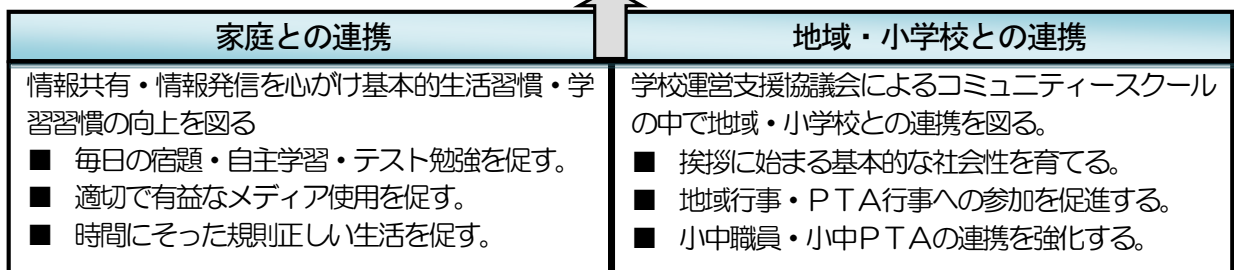 家庭との連携
情報共有・情報発信を心がけ基本的生活習慣・学
習習慣の向上を図る
■ 毎日の宿題・自主学習・テスト勉強を促す。
■ 適切で有益なメディア使用を促す。
■ 時間にそった規則正しい生活を促す。
地域・小学校との連携
学校運営支援協議会によるコミュニティースクール
の中で地域・小学校との連携を図る。
■ 挨拶に始まる基本的な社会性を育てる。
■ 地域行事・ＰＴＡ行事への参加を促進する。
■ 小中職員・小中ＰＴＡの連携を強化する。